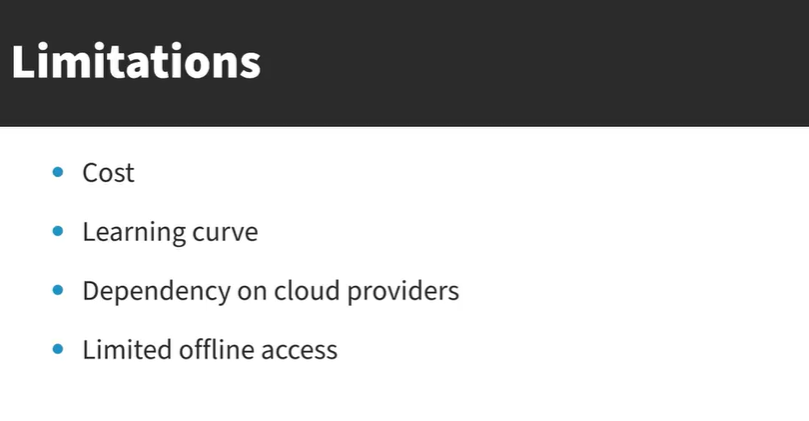 Limitations
Cost
Learning curve
Dependency on cloud providers
Limited offline access